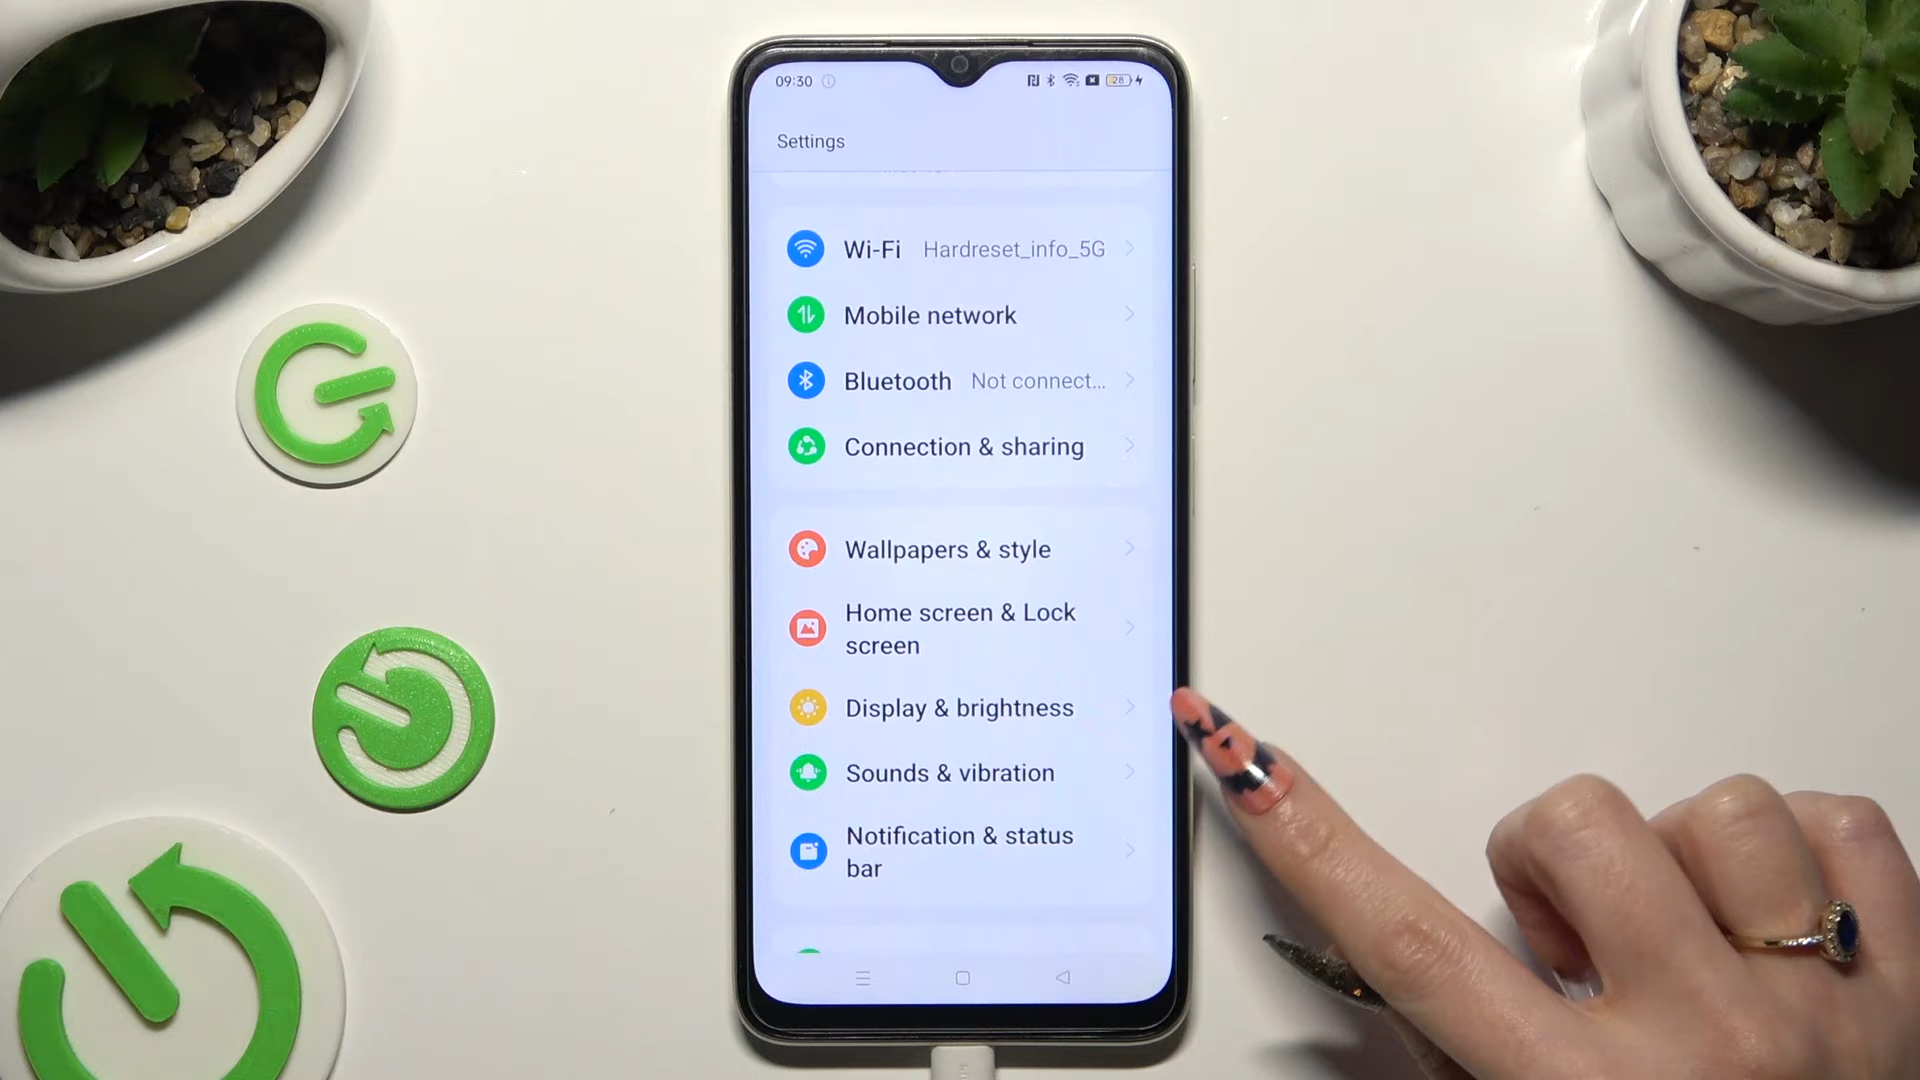 09:30
28
Settings
Wi-Fi Hardreset_info_5G
Mobile network
Bluetooth Not connect...
Connection & sharing
Wallpapers & style
Home screen & Lock
screen
Display & brightness
Sounds & vibration
Notification & status
bar